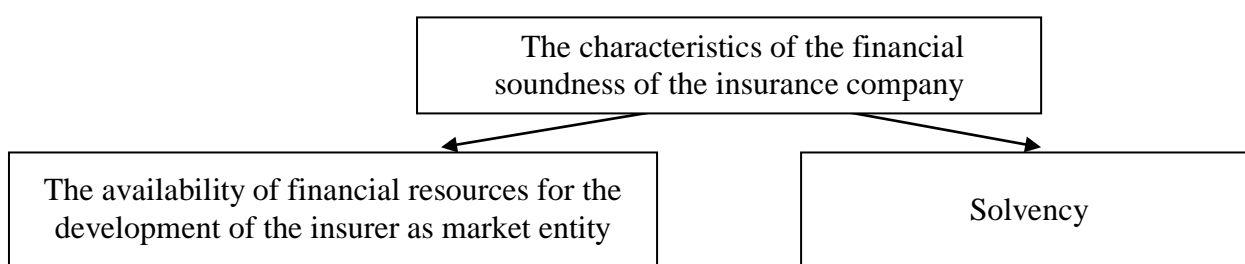 The characteristics of the financial
soundness of the insurance company
The availability of financial resources for the
development of the insurer as market entity
Solvency